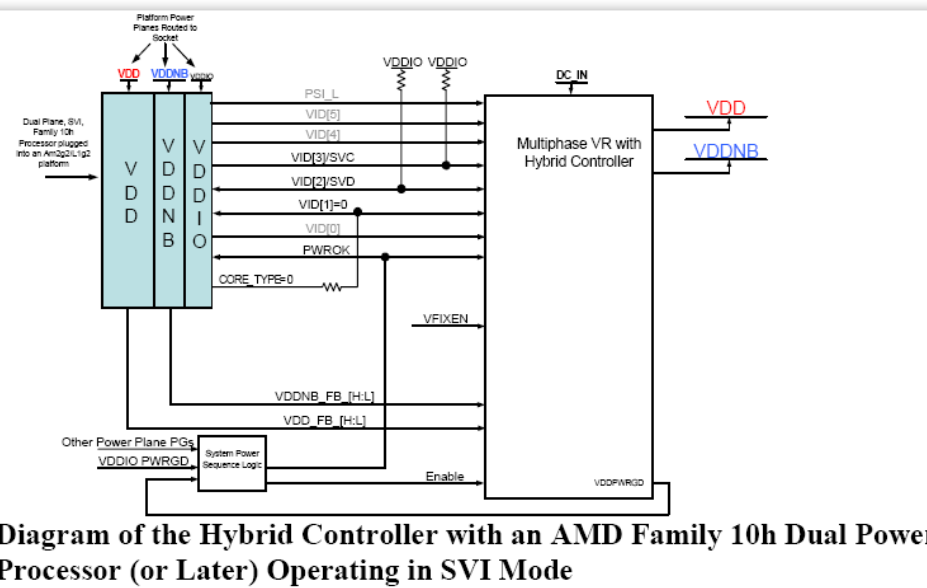 Platform Power
Planes Routed to
Socket
VDD VDDNB VDDIO
VDDIO VDDIO
DC_IN
VDD
VDDNB
PSI_L
VID[5]
VID[4]
VID[3]/SVC
VID[2]/SVD
VID[1]=0
VID[0]
PWROK
CORE_TYPE=0
Dual Plane, SVI,
Family 10h
Processor plugged
into an Am2g2/L1g2
platform
VDD
VDDNB
VDDIO
Multiphase VR with
Hybrid Controller
VFIXEN
VDDNB_FB_[H:L]
VDD_FB_[H:L]
Other Power Plane PGs
VDDIO PWRGD
System Power
Sequence Logic
Enable
VDDPWRGD
Diagram of the Hybrid Controller with an AMD Family 10h Dual Power
Processor (or Later) Operating in SVI Mode